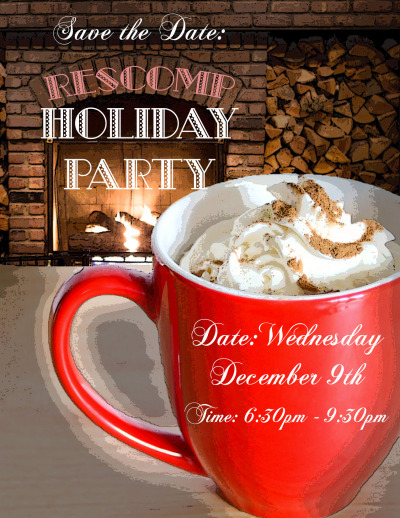 Save the Date:
RESCOMP
HOLIDAY
PARTY
Date: Wednesday
December 9th
Time: 6:30pm - 9:30pm